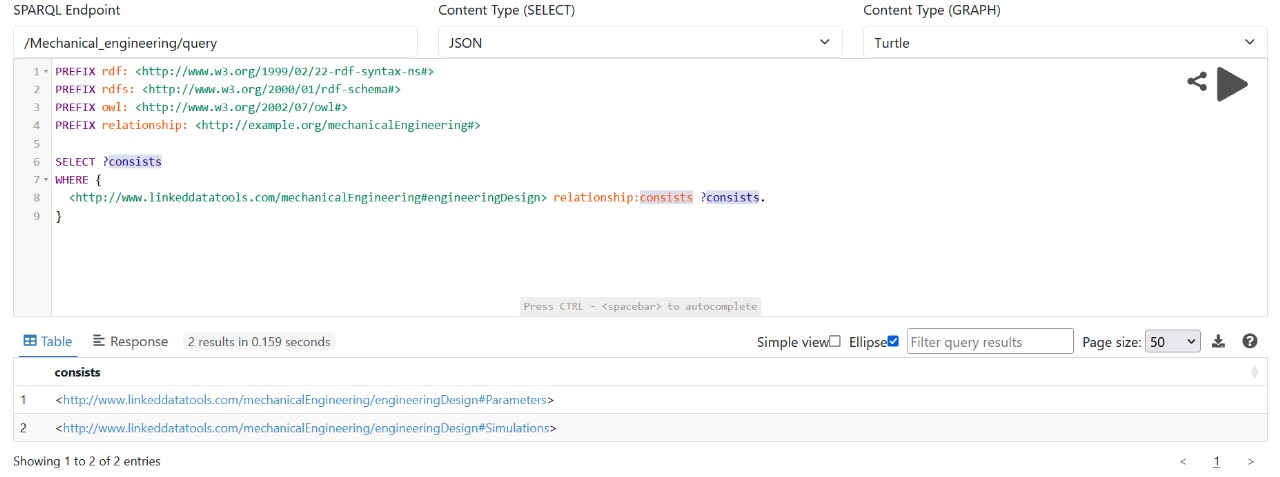 SPARQL Endpoint Content Type (SELECT) Content Type (GRAPH)
/Mechanical_engineering/query JSON Turtle
1 PREFIX rdf: <http://www.w3.org/1999/02/22-rdf-syntax-ns#>
2 PREFIX rdfs: <http://www.w3.org/2000/01/rdf-schema#>
3 PREFIX owl: <http://www.w3.org/2002/07/owl#>
4 PREFIX relationship: <http://example.org/mechanicalEngineering#>
5
6 SELECT ?consists
7 WHERE {
8 <http://www.linkeddatatools.com/mechanicalEngineering#engineeringDesign> relationship:consists ?consists.
9 }
Press CTRL - <spacebar> to autocomplete
Table Response 2 results in 0.159 seconds Simple view Ellipse Filter query results Page size: 50
consists
1 <http://www.linkeddatatools.com/mechanicalEngineering/engineeringDesign#Parameters>
2 <http://www.linkeddatatools.com/mechanicalEngineering/engineeringDesign#Simulations>
Showing 1 to 2 of 2 entries < 1 >